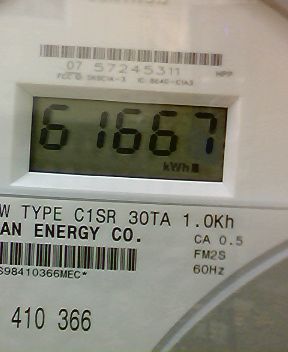 07 57245311 HPP
61667
kWh
W TYPE C1SR 30TA 1.0Kh
AN ENERGY CO.
CA 0.5
FM2S
60Hz
S98410366MEC*
410 366